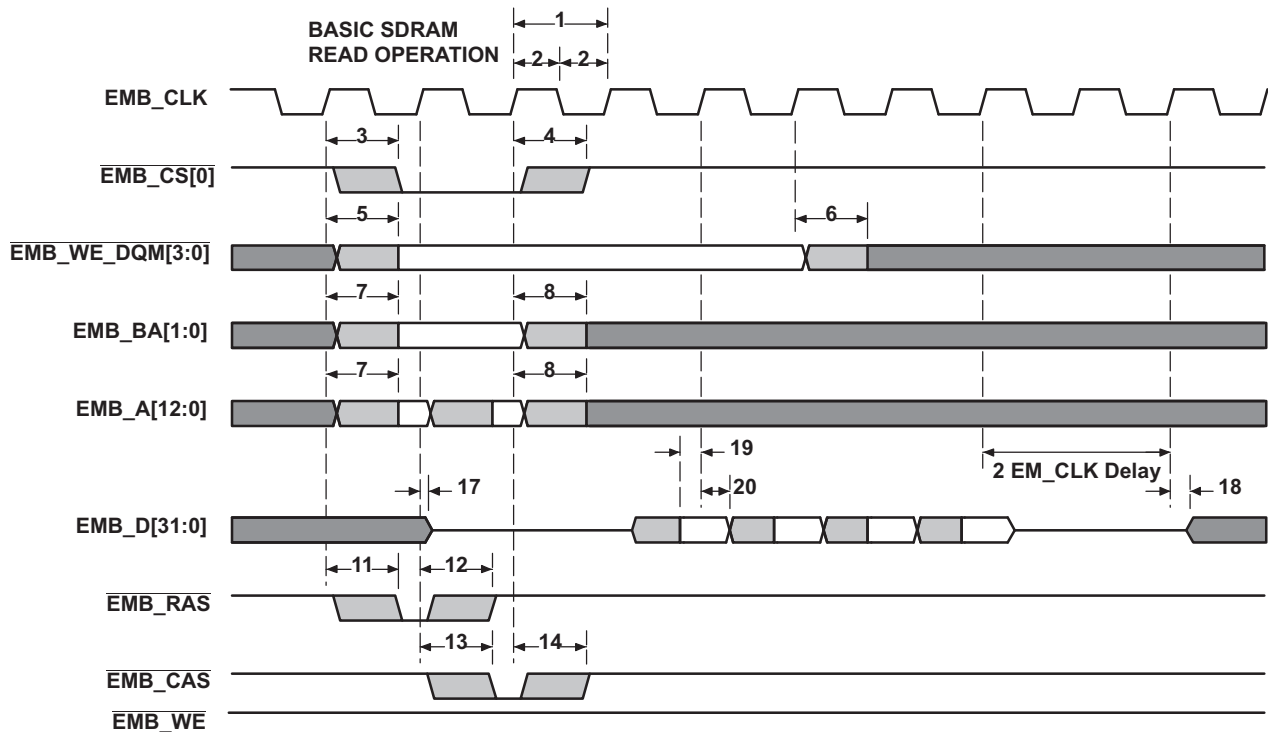 BASIC SDRAM
READ OPERATION
1
2 2
EMB_CLK
3 4
EMB_CS[0]
5 6
EMB_WE_DQM[3:0]
7 8
EMB_BA[1:0]
7 8
EMB_A[12:0]
19
2 EM_CLK Delay
17 20 18
EMB_D[31:0]
11 12
EMB_RAS
13 14
EMB_CAS
EMB_WE